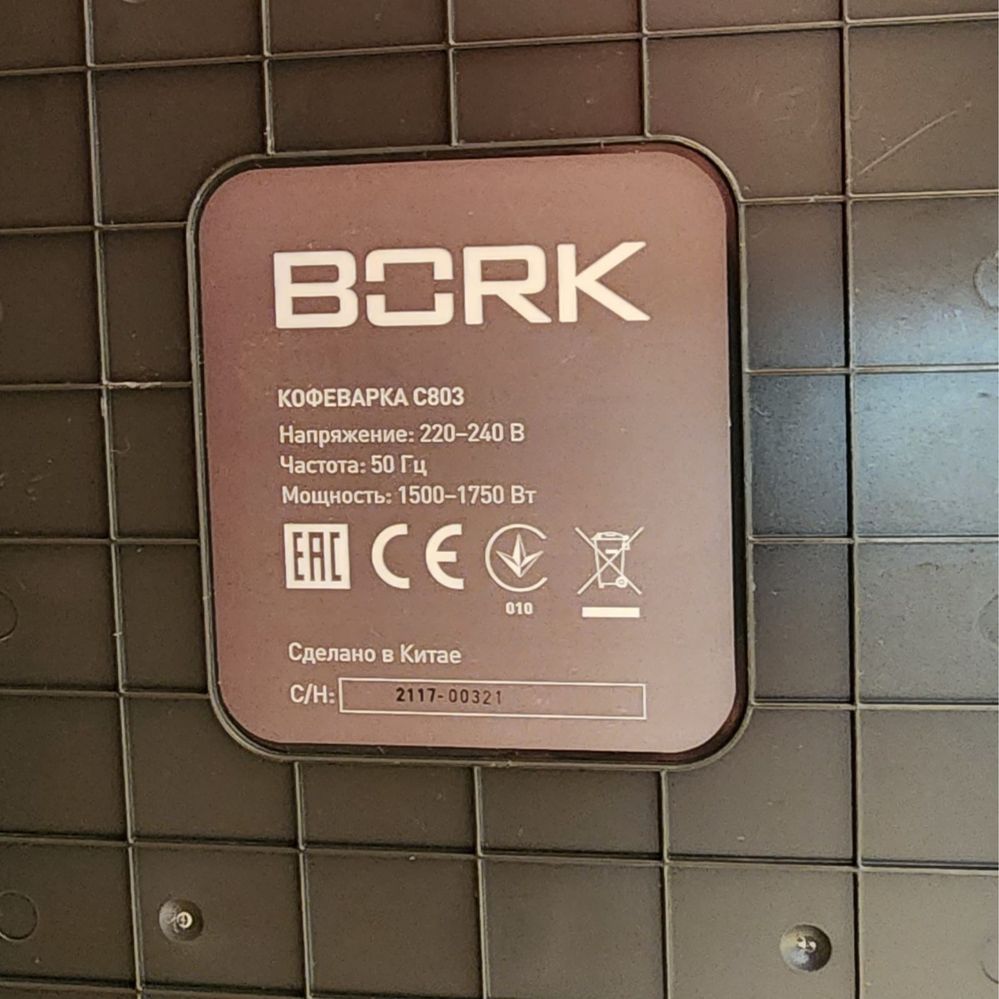 BORK
КОФЕВАРКА C803
Напряжение: 220–240 В
Частота: 50 Гц
Мощность: 1500–1750 Вт
EAC CE
010
Сделано в Китае
С/Н: 2117-00321